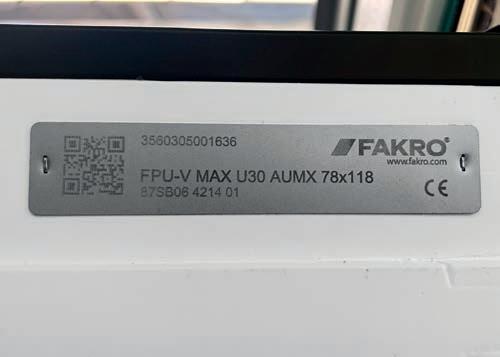 3560305001636
FAKRO®
www.fakro.com
FPU-V MAX U30 AUMX 78x118
87SB06 4214 01
CE